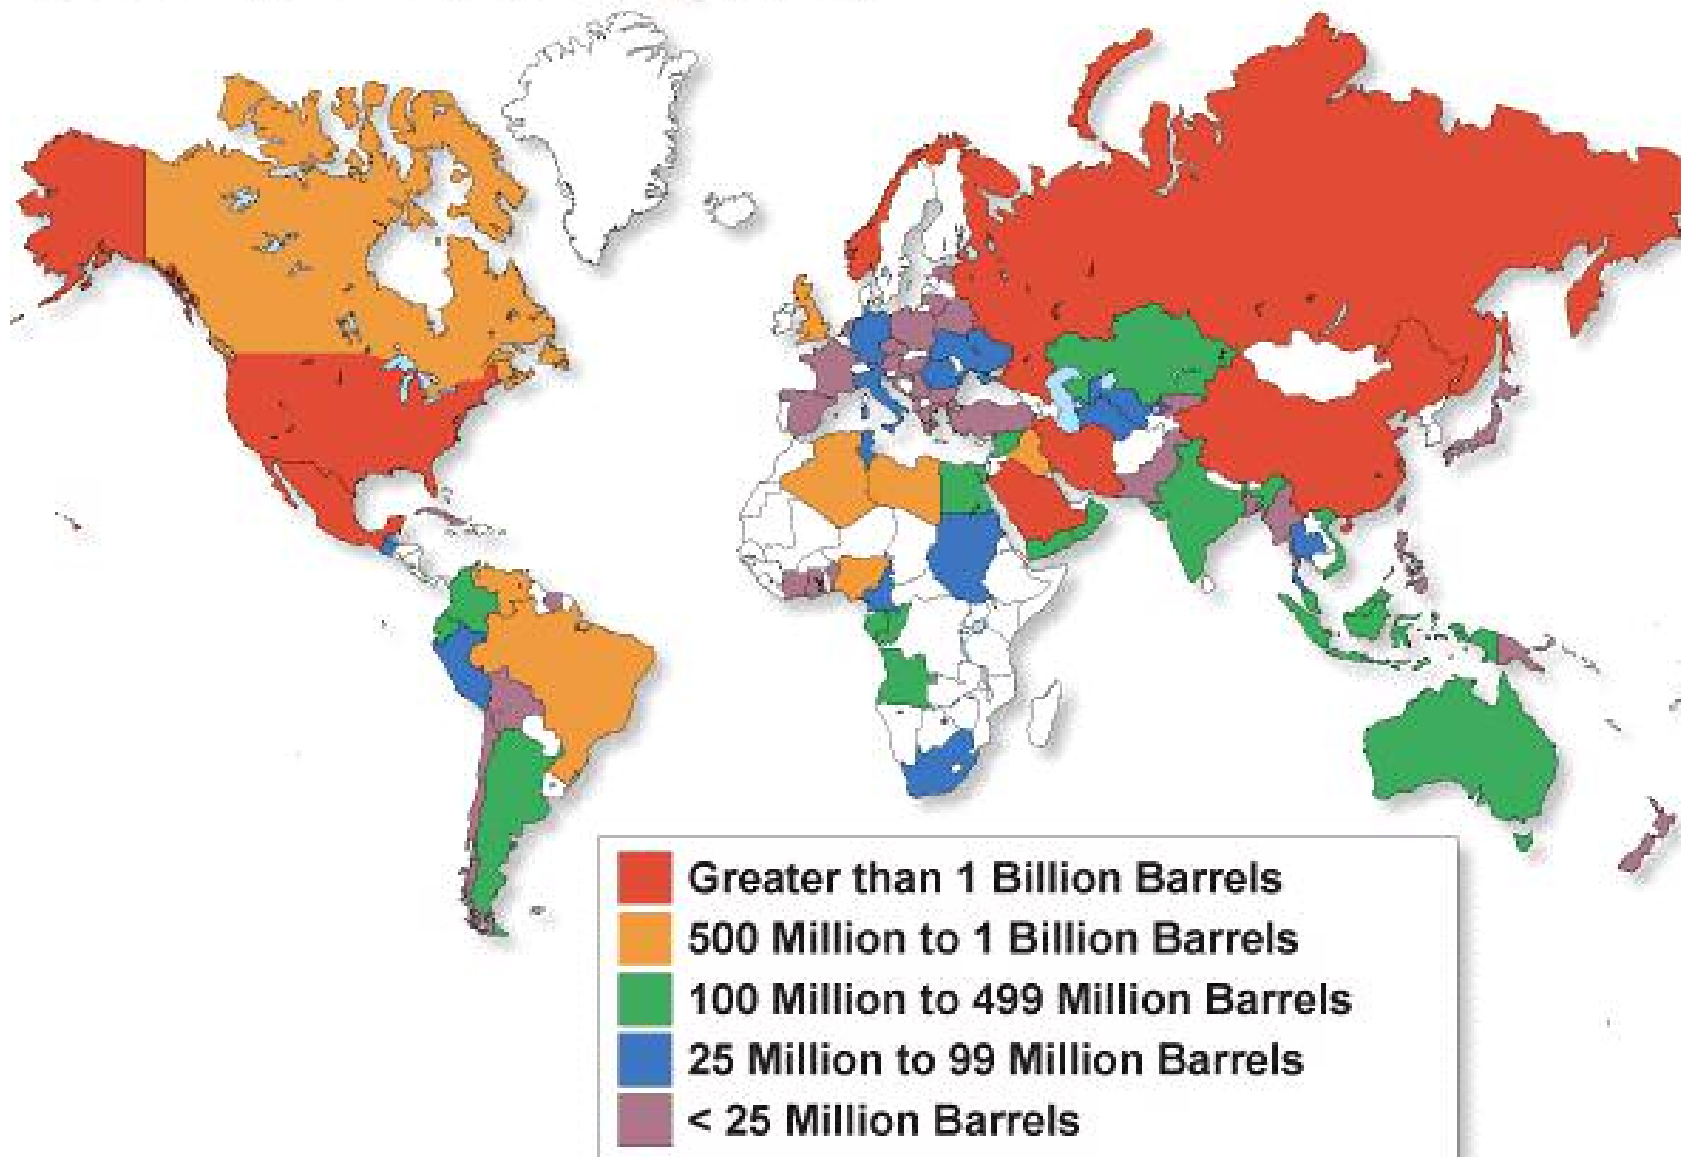 Greater than 1 Billion Barrels
500 Million to 1 Billion Barrels
100 Million to 499 Million Barrels
25 Million to 99 Million Barrels
< 25 Million Barrels